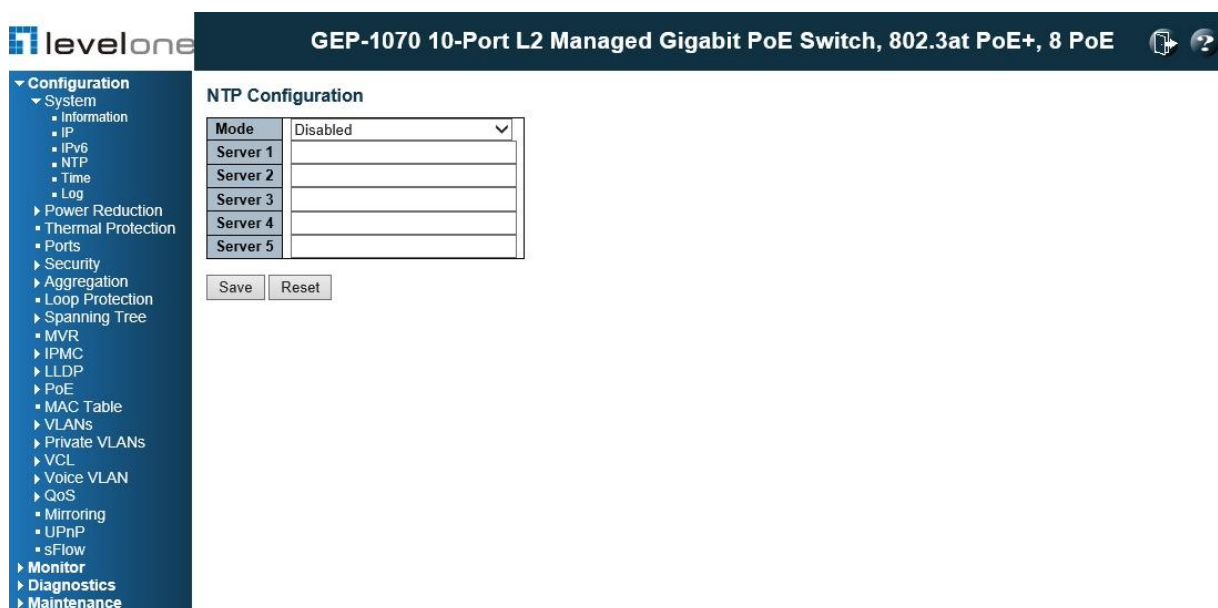 levelone
GEP-1070 10-Port L2 Managed Gigabit PoE Switch, 802.3at PoE+, 8 PoE
?
Configuration
System
Information
IP
IPv6
NTP
Time
Log
Power Reduction
Thermal Protection
Ports
Security
Aggregation
Loop Protection
Spanning Tree
MVR
IPMC
LLDP
PoE
MAC Table
VLANs
Private VLANs
VCL
Voice VLAN
QoS
Mirroring
UPnP
sFlow
Monitor
Diagnostics
Maintenance
NTP Configuration
Mode Disabled
Server 1
Server 2
Server 3
Server 4
Server 5
Save Reset